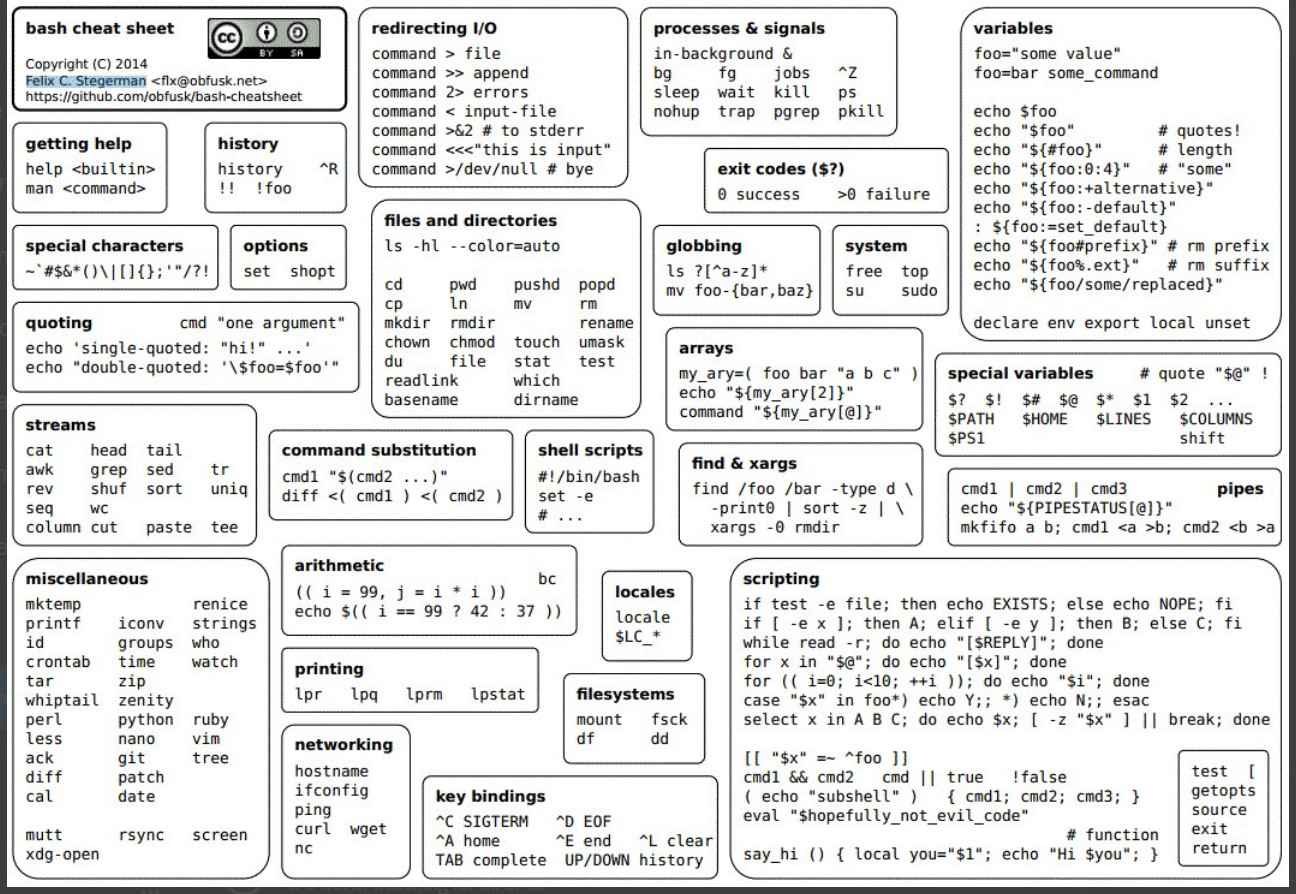 bash cheat sheet
cc BY SA
Copyright (C) 2014
Felix C. Stegerman <flx@obfusk.net>
https://github.com/obfusk/bash-cheatsheet
getting help
help <builtin>
man <command>
history
history ^R
!! !foo
special characters
~`#$&*()\|[]{};'"/?!
options
set shopt
quoting cmd "one argument"
echo 'single-quoted: "hi!" ...'
echo "double-quoted: '\$foo=$foo'"
streams
cat head tail
awk grep sed tr
rev shuf sort uniq
seq wc
column cut paste tee
miscellaneous
mktemp renice
printf iconv strings
id groups who
crontab time watch
tar zip
whiptail zenity
perl python ruby
less nano vim
ack git tree
diff patch
cal date
mutt rsync screen
xdg-open
redirecting I/O
command > file
command >> append
command 2> errors
command < input-file
command >&2 # to stderr
command <<<"this is input"
command >/dev/null # bye
files and directories
ls -hl --color=auto
cd pwd pushd popd
cp ln mv rm
mkdir rmdir rename
chown chmod touch umask
du file stat test
readlink which
basename dirname
command substitution
cmd1 "$(cmd2 ...)"
diff <( cmd1 ) <( cmd2 )
shell scripts
#!/bin/bash
set -e
# ...
arithmetic bc
(( i = 99, j = i * i ))
echo $(( i == 99 ? 42 : 37 ))
printing
lpr lpq lprm lpstat
networking
hostname
ifconfig
ping
curl wget
nc
locales
locale
$LC_*
filesystems
mount fsck
df dd
key bindings
^C SIGTERM ^D EOF
^A home ^E end ^L clear
TAB complete UP/DOWN history
processes & signals
in-background &
bg fg jobs ^Z
sleep wait kill ps
nohup trap pgrep pkill
exit codes ($?)
0 success >0 failure
globbing
ls ?[^a-z]*
mv foo-{bar,baz}
system
free top
su sudo
arrays
my_ary=( foo bar "a b c" )
echo "${my_ary[2]}"
command "${my_ary[@]}"
find & xargs
find /foo /bar -type d \
-print0 | sort -z | \
xargs -0 rmdir
variables
foo="some value"
foo=bar some_command
echo $foo
echo "$foo" # quotes!
echo "${#foo}" # length
echo "${foo:0:4}" # "some"
echo "${foo:+alternative}"
echo "${foo:-default}"
: ${foo:=set_default}
echo "${foo#prefix}" # rm prefix
echo "${foo%.ext}" # rm suffix
echo "${foo/some/replaced}"
declare env export local unset
special variables # quote "$@" !
$? $! $# $@ $* $1 $2 ...
$PATH $HOME $LINES $COLUMNS
$PS1 shift
cmd1 | cmd2 | cmd3 pipes
echo "${PIPESTATUS[@]}"
mkfifo a b; cmd1 <a >b; cmd2 <b >a
scripting
if test -e file; then echo EXISTS; else echo NOPE; fi
if [ -e x ]; then A; elif [ -e y ]; then B; else C; fi
while read -r; do echo "[$REPLY]"; done
for x in "$@"; do echo "[$x]"; done
for (( i=0; i<10; ++i )); do echo "$i"; done
case "$x" in foo*) echo Y;; *) echo N;; esac
select x in A B C; do echo $x; [ -z "$x" ] || break; done
[[ "$x" =~ ^foo ]]
cmd1 && cmd2 cmd || true !false
( echo "subshell" ) { cmd1; cmd2; cmd3; }
eval "$hopefully_not_evil_code"
# function
say_hi () { local you="$1"; echo "Hi $you"; }
test [
getopts
source
exit
return